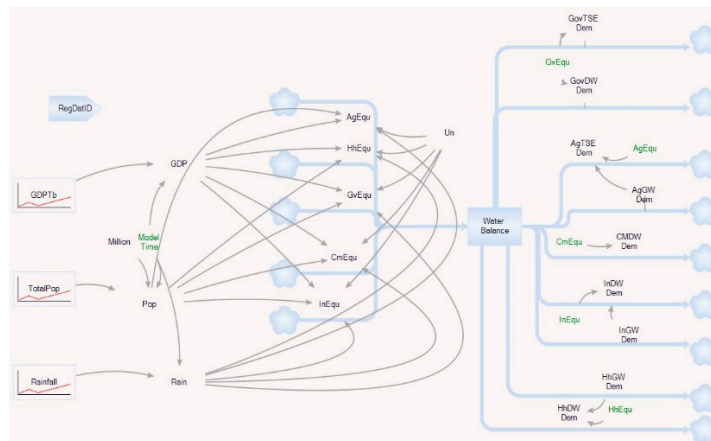 GovTSE
Dem
GvEqu
GovDW
Dem
RegDatID
AgEqu
Un
HhEqu
AgTSE
Dem
AgEqu
GDP
GDPTb
GvEqu
AgGW
Dem
Water
Balance
Million
Model
Time
CmEqu
CMDW
Dem
CmEqu
TotalPop
Pop
InEqu
InDW
Dem
InEqu
InGW
Dem
Rainfall
Rain
HhGW
Dem
HhDW
Dem
HhEqu